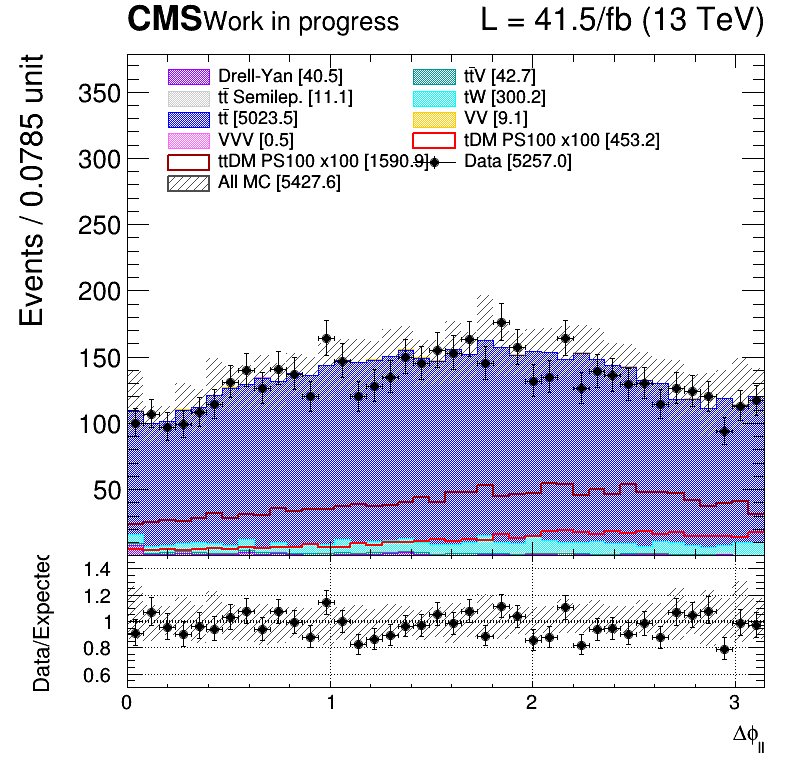 CMS Work in progress L = 41.5/fb (13 TeV)
Drell-Yan [40.5] tt̄V [42.7]
tt̄ Semilep. [11.1] tW [300.2]
tt̄ [5023.5] VV [9.1]
VVV [0.5] tDM PS100 x100 [453.2]
ttDM PS100 x100 [1590.9] Data [5257.0]
All MC [5427.6]
Events / 0.0785 unit
350
300
250
200
150
100
50
Data/Expected
1.4
1.2
1
0.8
0.6
0 1 2 3
Δϕll